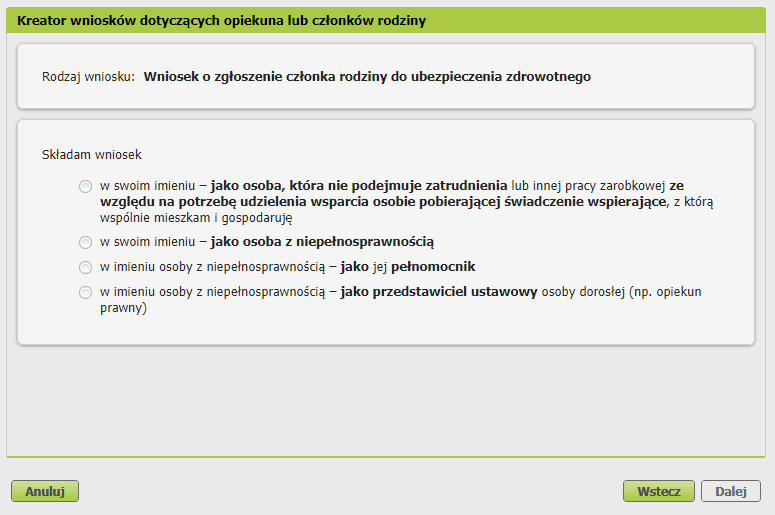 Kreator wniosków dotyczących opiekuna lub członków rodziny
Rodzaj wniosku: Wniosek o zgłoszenie członka rodziny do ubezpieczenia zdrowotnego
Składam wniosek
w swoim imieniu – jako osoba, która nie podejmuje zatrudnienia lub innej pracy zarobkowej ze
względu na potrzebę udzielenia wsparcia osobie pobierającej świadczenie wspierające, z którą
wspólnie mieszkam i gospodaruję
w swoim imieniu – jako osoba z niepełnosprawnością
w imieniu osoby z niepełnosprawnością – jako jej pełnomocnik
w imieniu osoby z niepełnosprawnością – jako przedstawiciel ustawowy osoby dorosłej (np. opiekun
prawny)
Anuluj Wstecz Dalej